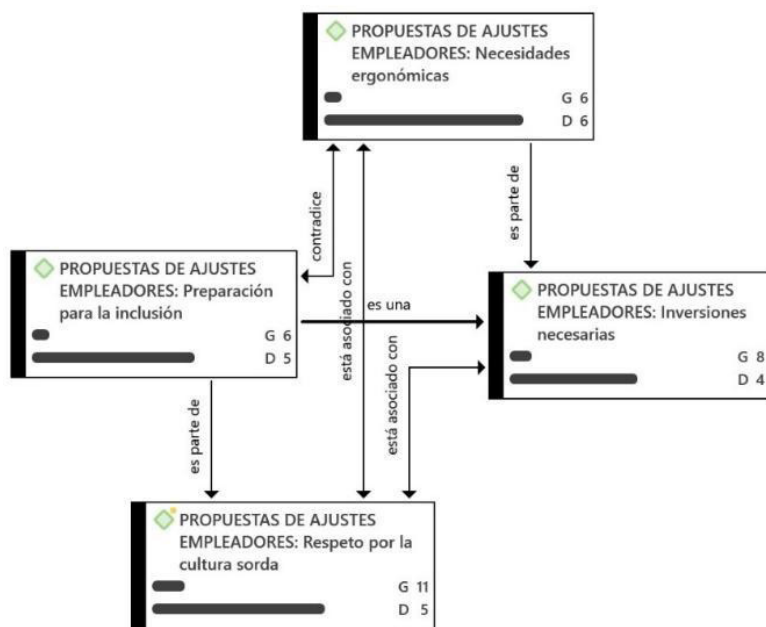 PROPUESTAS DE AJUSTES
EMPLEADORES: Necesidades
ergonómicas
G 6
D 6
contradice
está asociado con
es parte de
PROPUESTAS DE AJUSTES
EMPLEADORES: Preparación
para la inclusión
G 6
D 5
es una
PROPUESTAS DE AJUSTES
EMPLEADORES: Inversiones
necesarias
G 8
D 4
es parte de
está asociado con
PROPUESTAS DE AJUSTES
EMPLEADORES: Respeto por la
cultura sorda
G 11
D 5